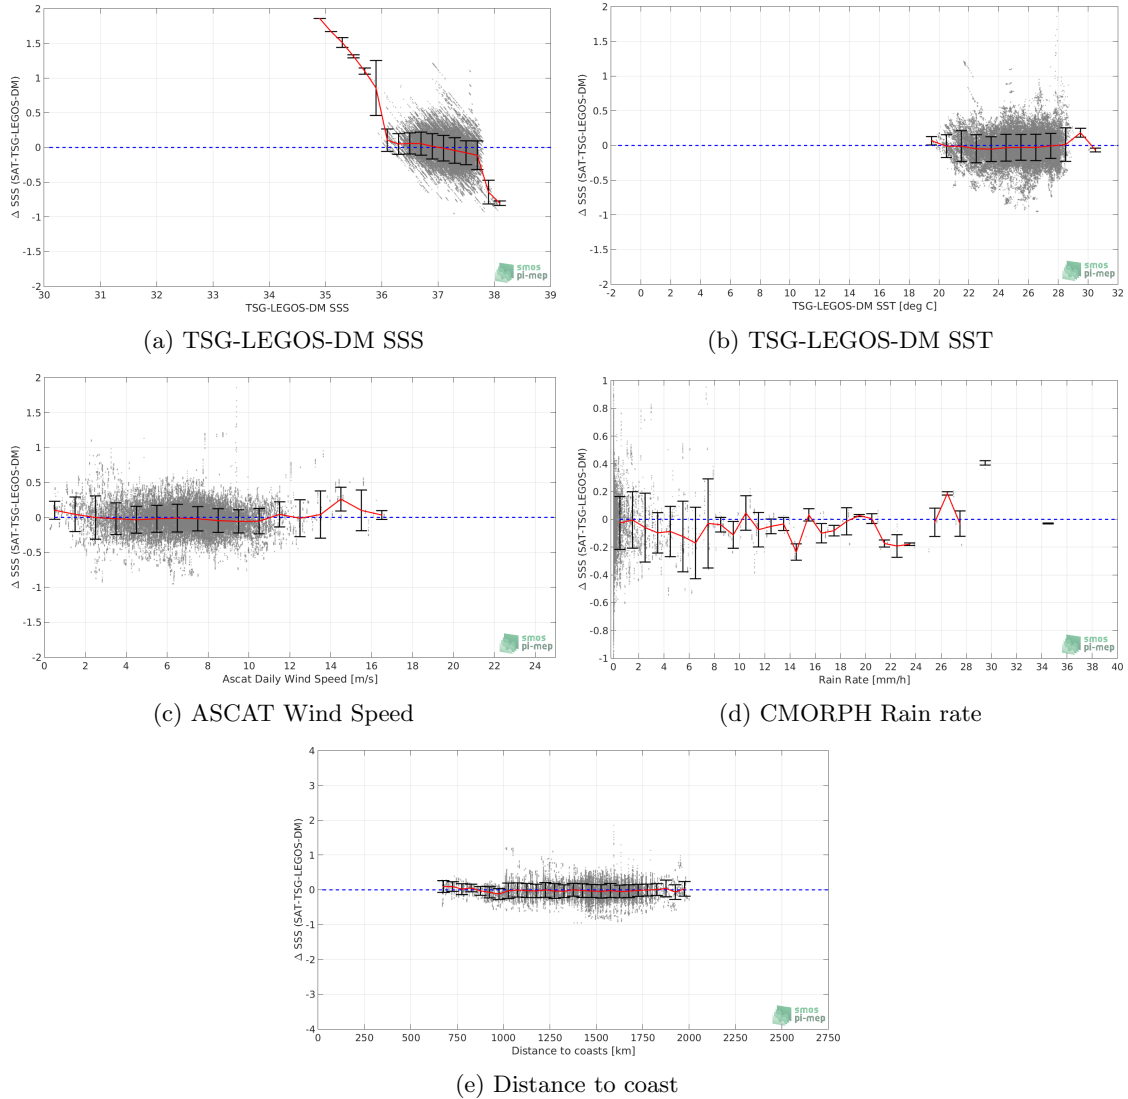 Δ SSS (SAT-TSG-LEGOS-DM)
2
1.5
1
0.5
0
-0.5
-1
-1.5
-2
30 31 32 33 34 35 36 37 38 39
TSG-LEGOS-DM SSS
smos
pi-mep
(a) TSG-LEGOS-DM SSS
Δ SSS (SAT-TSG-LEGOS-DM)
2
1.5
1
0.5
0
-0.5
-1
-1.5
-2
-2 0 2 4 6 8 10 12 14 16 18 20 22 24 26 28 30 32
TSG-LEGOS-DM SST [deg C]
smos
pi-mep
(b) TSG-LEGOS-DM SST
Δ SSS (SAT-TSG-LEGOS-DM)
2
1.5
1
0.5
0
-0.5
-1
-1.5
-2
0 2 4 6 8 10 12 14 16 18 20 22 24
Ascat Daily Wind Speed [m/s]
smos
pi-mep
(c) ASCAT Wind Speed
Δ SSS (SAT-TSG-LEGOS-DM)
1
0.8
0.6
0.4
0.2
0
-0.2
-0.4
-0.6
-0.8
-1
0 2 4 6 8 10 12 14 16 18 20 22 24 26 28 30 32 34 36 38 40
Rain Rate [mm/h]
smos
pi-mep
(d) CMORPH Rain rate
Δ SSS (SAT-TSG-LEGOS-DM)
4
3
2
1
0
-1
-2
-3
-4
0 250 500 750 1000 1250 1500 1750 2000 2250 2500 2750
Distance to coasts [km]
smos
pi-mep
(e) Distance to coast